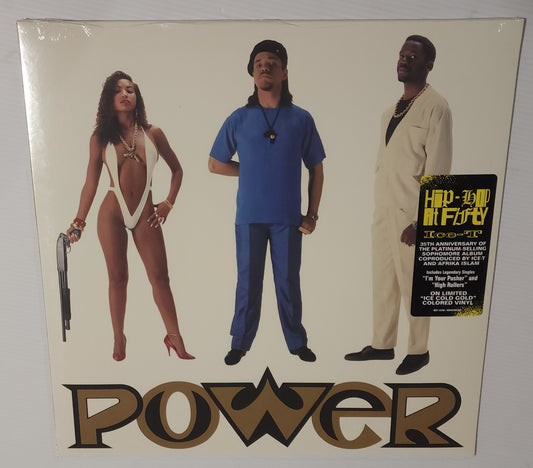 HIP-HOP
At Forty
ICE-T
35TH ANNIVERSARY OF
THE PLATINUM-SELLING
SOPHOMORE ALBUM
COPRODUCED BY ICE T
AND AFRIKA ISLAM
Includes Legendary Singles
"I'm Your Pusher" and
"High Rollers"
ON LIMITED
"ICE COLD GOLD"
COLORED VINYL
POWER